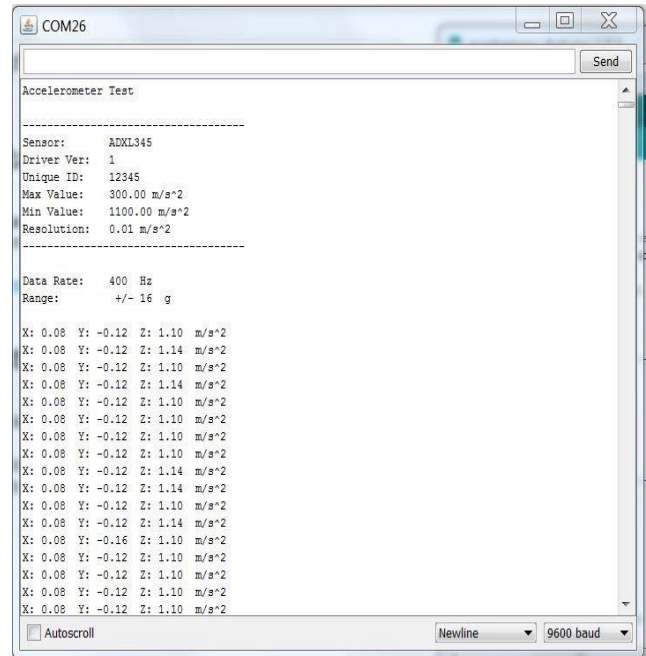 COM26
Send
Accelerometer Test
------------------------------------
Sensor: ADXL345
Driver Ver: 1
Unique ID: 12345
Max Value: 300.00 m/s^2
Min Value: 1100.00 m/s^2
Resolution: 0.01 m/s^2
------------------------------------
Data Rate: 400 Hz
Range: +/- 16 g
X: 0.08 Y: -0.12 Z: 1.10 m/s^2
X: 0.08 Y: -0.12 Z: 1.14 m/s^2
X: 0.08 Y: -0.12 Z: 1.10 m/s^2
X: 0.08 Y: -0.12 Z: 1.14 m/s^2
X: 0.08 Y: -0.12 Z: 1.10 m/s^2
X: 0.08 Y: -0.12 Z: 1.10 m/s^2
X: 0.08 Y: -0.12 Z: 1.10 m/s^2
X: 0.08 Y: -0.12 Z: 1.10 m/s^2
X: 0.08 Y: -0.12 Z: 1.14 m/s^2
X: 0.08 Y: -0.12 Z: 1.14 m/s^2
X: 0.08 Y: -0.12 Z: 1.10 m/s^2
X: 0.08 Y: -0.12 Z: 1.14 m/s^2
X: 0.08 Y: -0.16 Z: 1.10 m/s^2
X: 0.08 Y: -0.12 Z: 1.10 m/s^2
X: 0.08 Y: -0.12 Z: 1.10 m/s^2
X: 0.08 Y: -0.12 Z: 1.10 m/s^2
X: 0.08 Y: -0.12 Z: 1.10 m/s^2
Autoscroll Newline 9600 baud